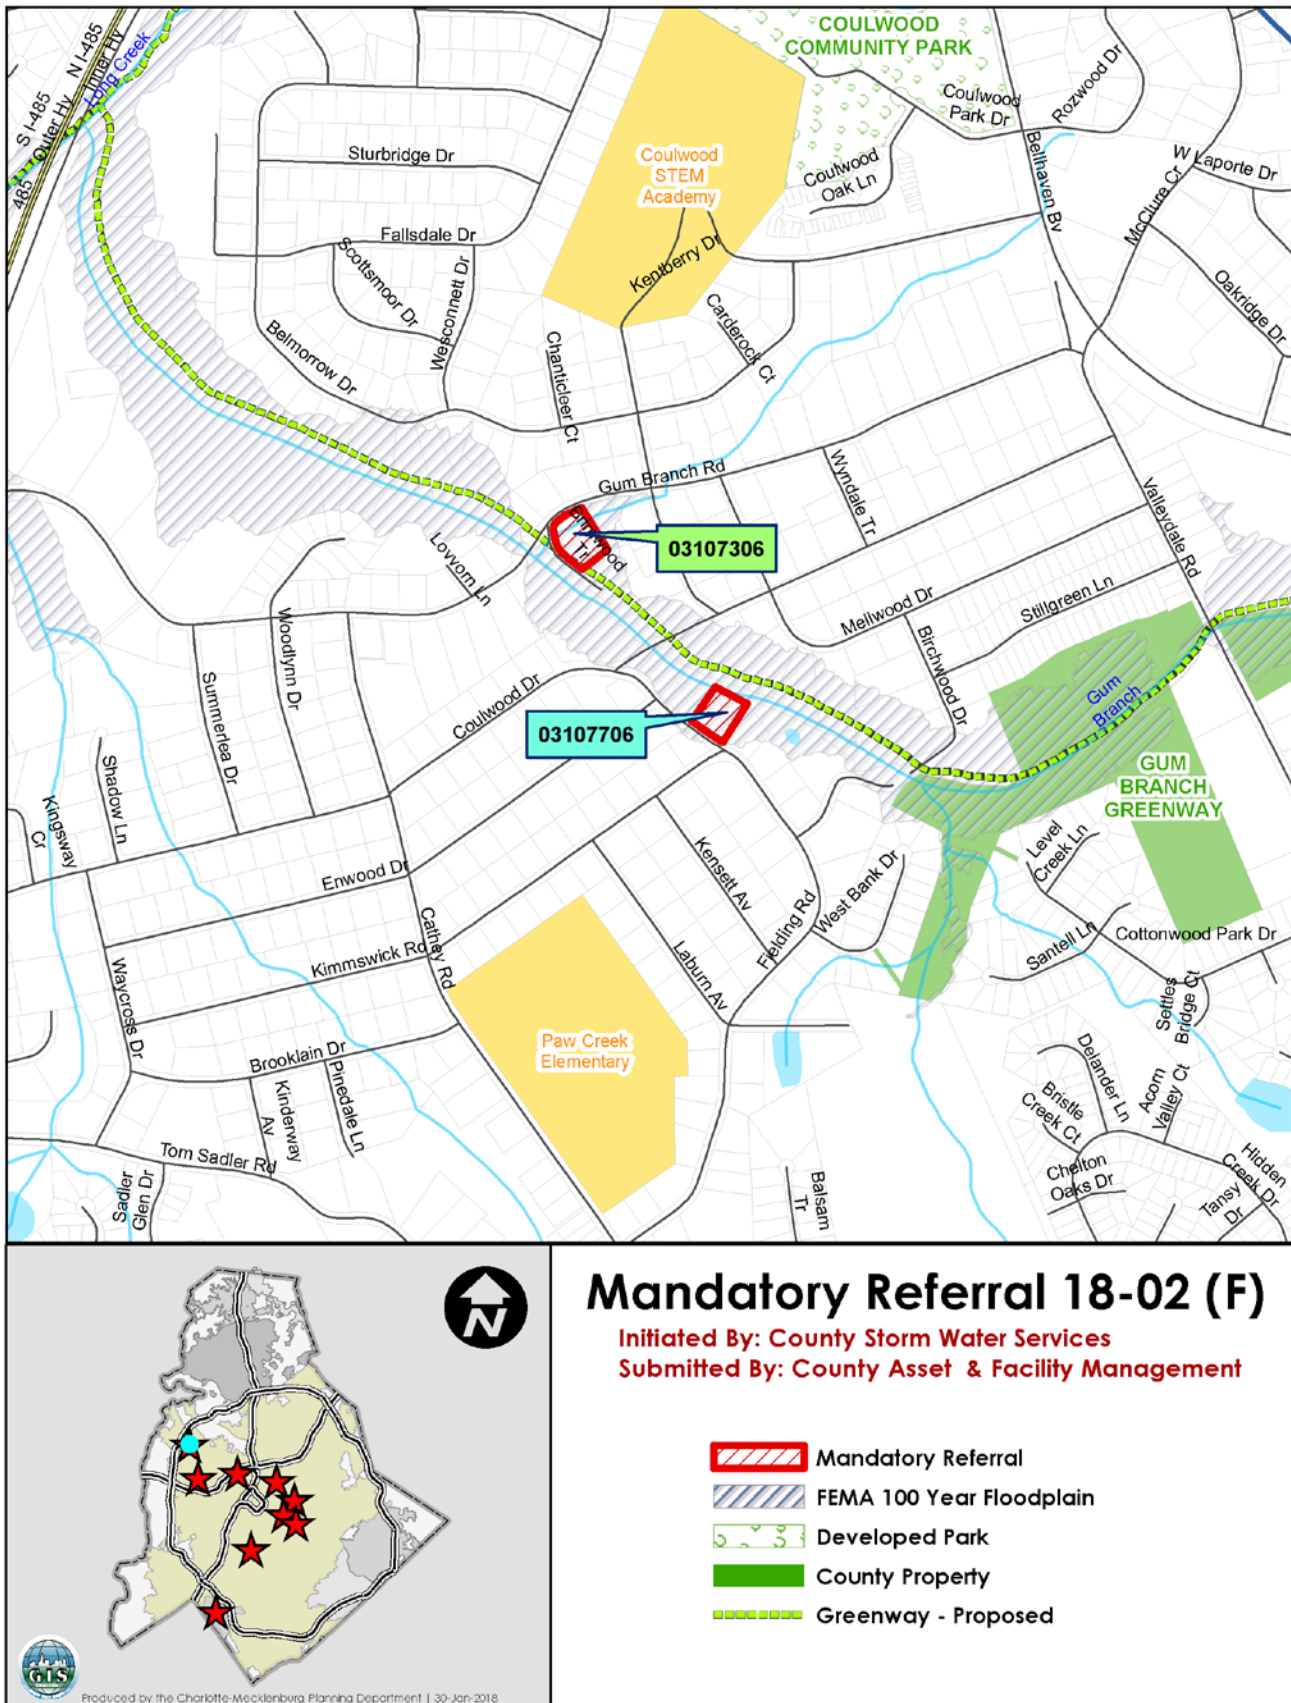 COULWOOD
COMMUNITY PARK
N I-485
Inner Hy
S I-485
Outer Hy
485
Long Creek
Coulwood
Park Dr
Rozwood Dr
Sturbridge Dr
Coulwood
STEM
Academy
Coulwood
Oak Ln
Bellhaven Bv
McClure Cr
W Laporte Dr
Fallsdale Dr
Scottsmoor Dr
Wesconnett Dr
Kentberry Dr
Oakridge Dr
Belmorrow Dr
Chanticleer Ct
Carderock Ct
Gum Branch Rd
Wyndale Tr
Valleydale Rd
Brirwood
Tr
03107306
Lovvorn Ln
Woodlynn Dr
Mellwood Dr
Stillgreen Ln
Birchwood Dr
Summerlea Dr
Coulwood Dr
03107706
Gum
Branch
GUM
BRANCH
GREENWAY
Shadow Ln
Kingsway
Cr
Enwood Dr
Kensett Av
West Bank Dr
Level
Creek Ln
Cathey Rd
Fielding Rd
Santell Ln
Cottonwood Park Dr
Kimmswick Rd
Laburn Av
Waycross Dr
Settles
Bridge Ct
Paw Creek
Elementary
Brooklain Dr
Pinedale Ln
Kinderway
Av
Delander Ln
Acorn
Valley Ct
Bristle
Creek Ct
Tom Sadler Rd
Sadler
Glen Dr
Balsam
Tr
Chelton
Oaks Dr
Hidden
Creek Dr
Tansy
Dr
N
Mandatory Referral 18-02 (F)
Initiated By: County Storm Water Services
Submitted By: County Asset & Facility Management
Mandatory Referral
FEMA 100 Year Floodplain
Developed Park
County Property
Greenway - Proposed
GIS
Produced by the Charlotte-Mecklenburg Planning Department | 30-Jan-2018